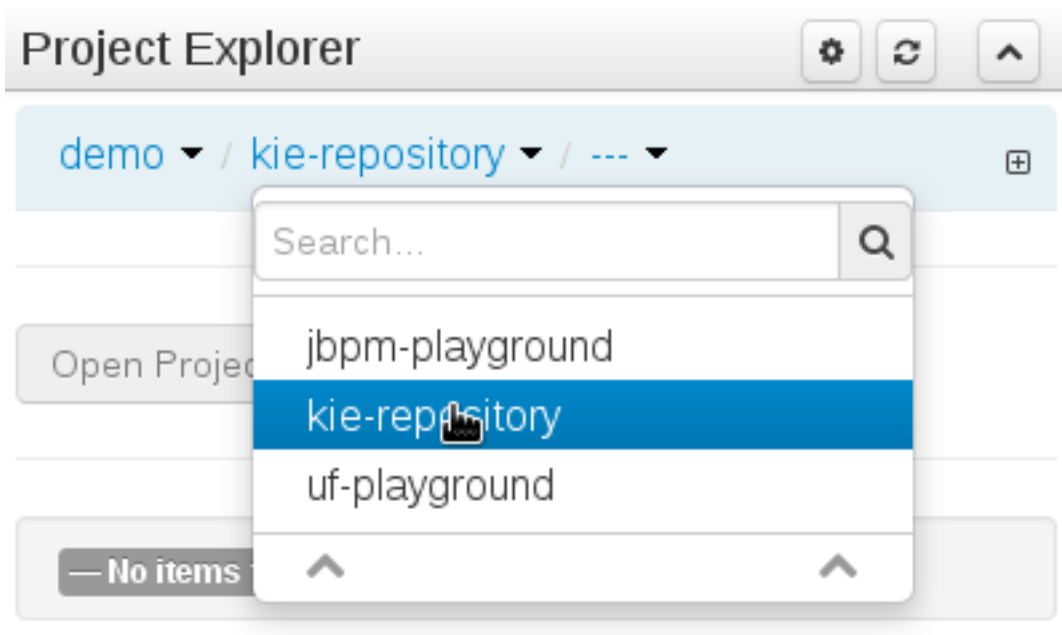 Project Explorer
demo / kie-repository / ---
Search...
jbpm-playground
Open Projec
kie-repository
uf-playground
— No items